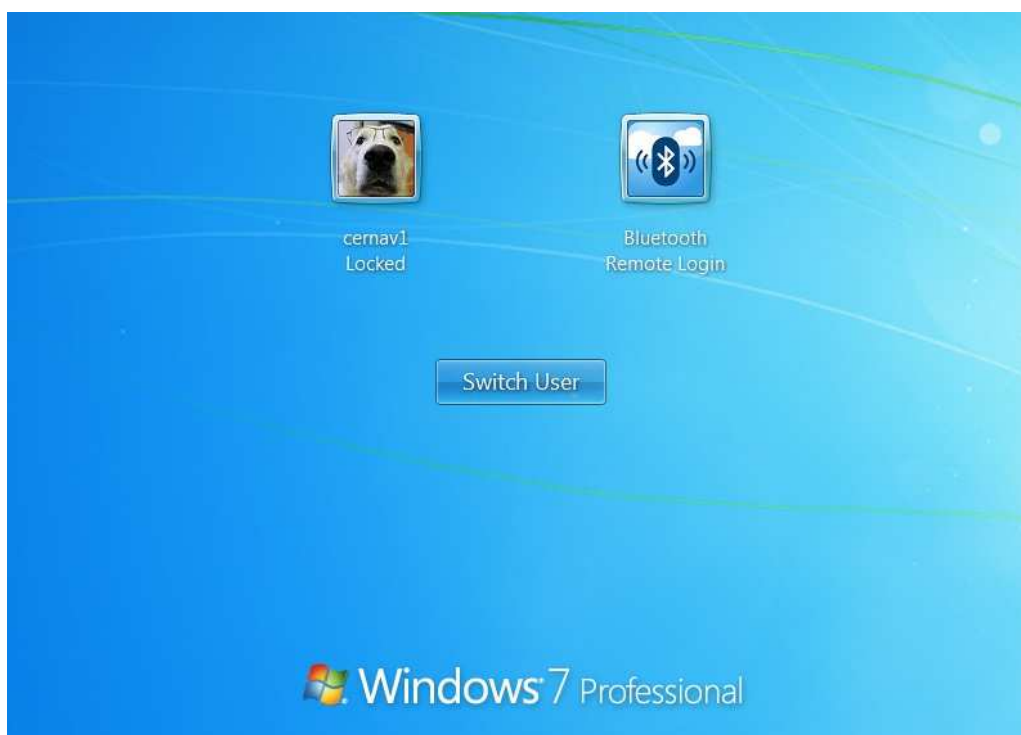 cernav1
Locked
Bluetooth
Remote Login
Switch User
Windows 7 Professional